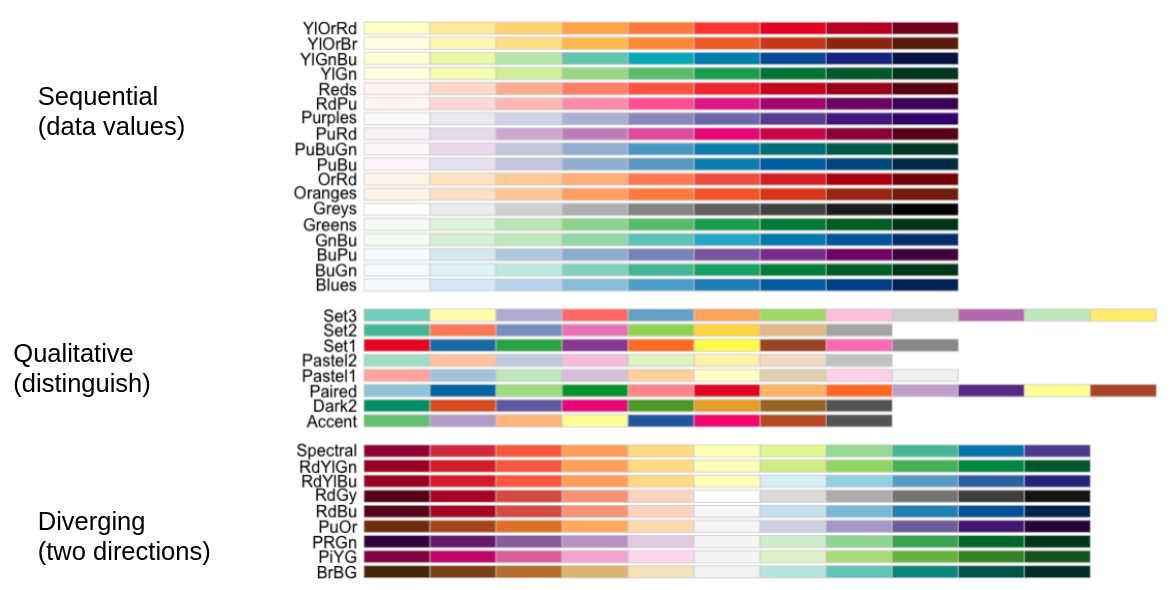 Sequential
(data values)
YlOrRd
YlOrBr
YlGnBu
YlGn
Reds
RdPu
Purples
PuRd
PuBuGn
PuBu
OrRd
Oranges
Greys
Greens
GnBu
BuPu
BuGn
Blues
Qualitative
(distinguish)
Set3
Set2
Set1
Pastel2
Pastel1
Paired
Dark2
Accent
Diverging
(two directions)
Spectral
RdYlGn
RdYlBu
RdGy
RdBu
PuOr
PRGn
PiYG
BrBG